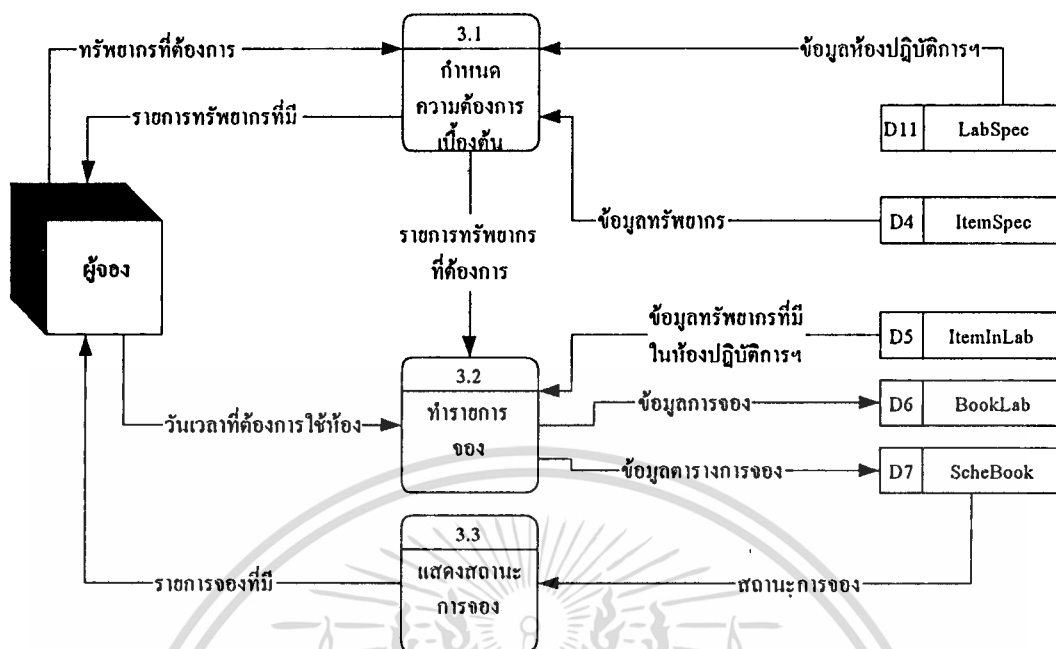 ทรัพยากรที่ต้องการ
3.1
กำหนด
ความต้องการ
เบื้องต้น
ข้อมูลห้องปฏิบัติการฯ
รายการทรัพยากรที่มี
D11 LabSpec
ข้อมูลทรัพยากร
D4 ItemSpec
ผู้จอง
รายการทรัพยากร
ที่ต้องการ
ข้อมูลทรัพยากรที่มี
ในห้องปฏิบัติการฯ
D5 ItemInLab
วันเวลาที่ต้องการใช้ห้อง
3.2
ทำรายการ
จอง
ข้อมูลการจอง
D6 BookLab
ข้อมูลตารางการจอง
D7 ScheBook
รายการจองที่มี
3.3
แสดงสถานะ
การจอง
สถานะการจอง